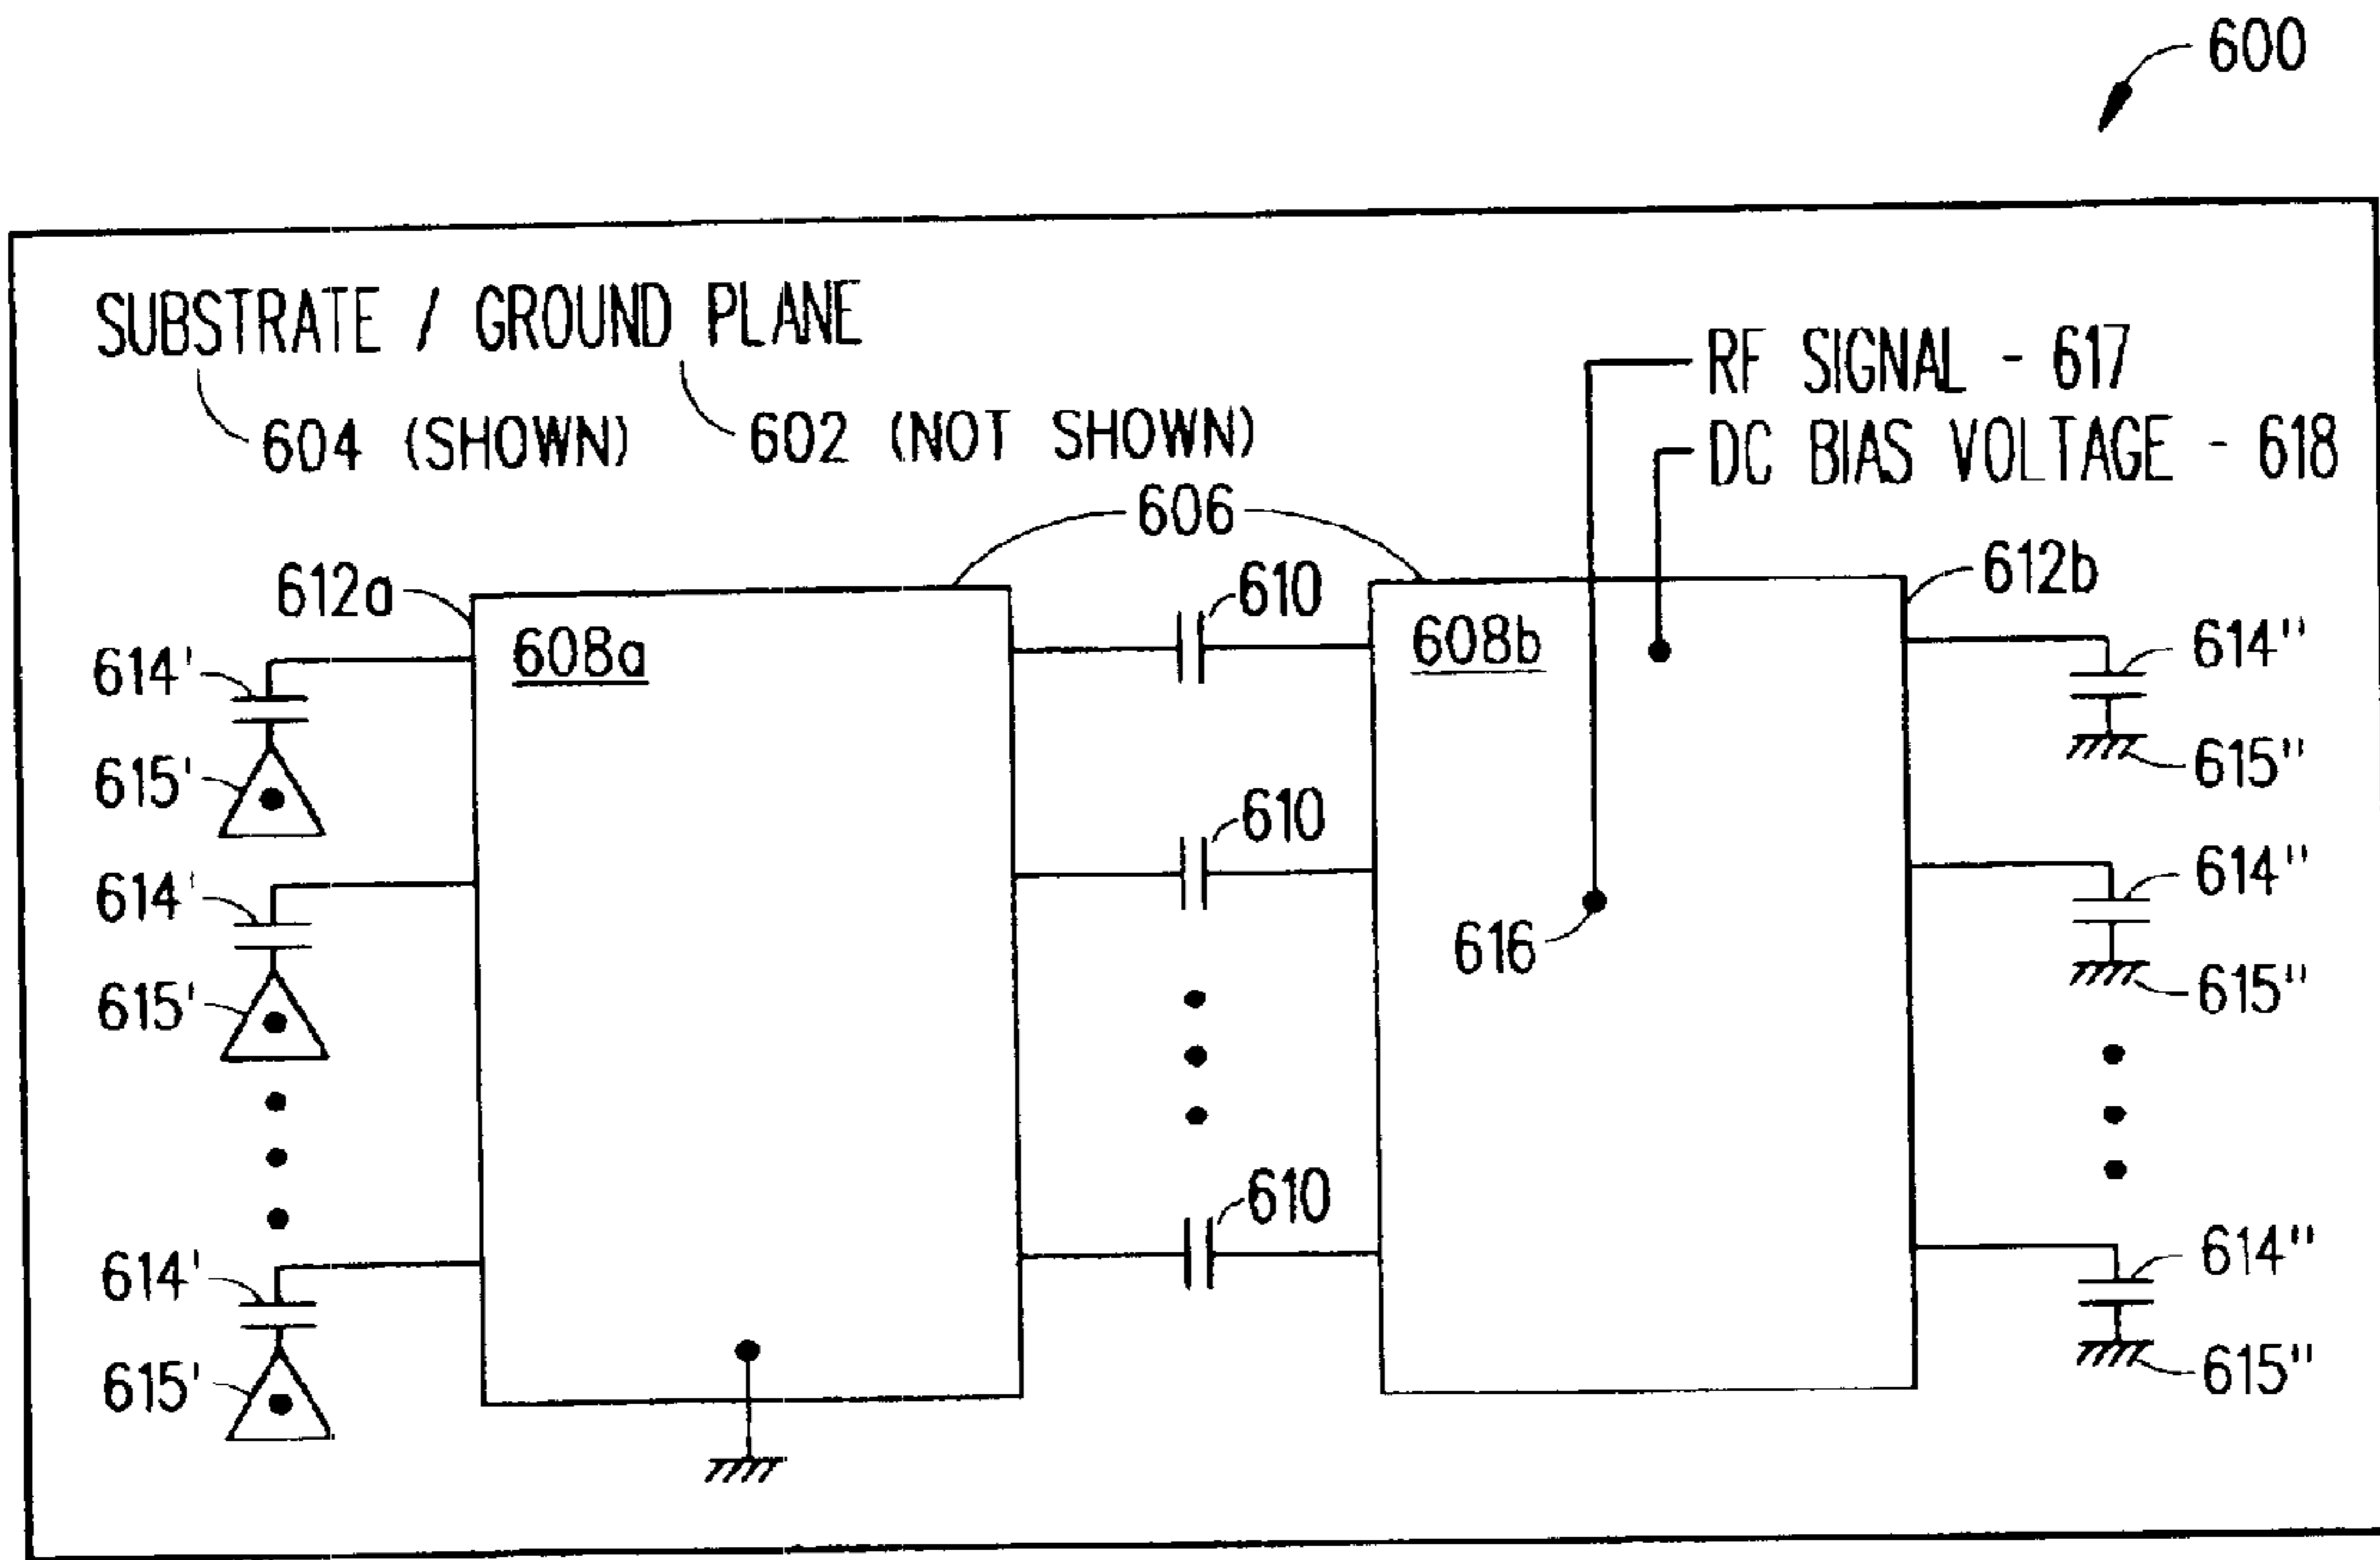 600
SUBSTRATE / GROUND PLANE
604 (SHOWN)
602 (NOT SHOWN)
RF SIGNAL - 617
DC BIAS VOLTAGE - 618
606
612a
612b
608a
608b
610
614'
614"
615'
615"
610
614'
614"
616
615'
615"
610
614'
614"
615'
615"